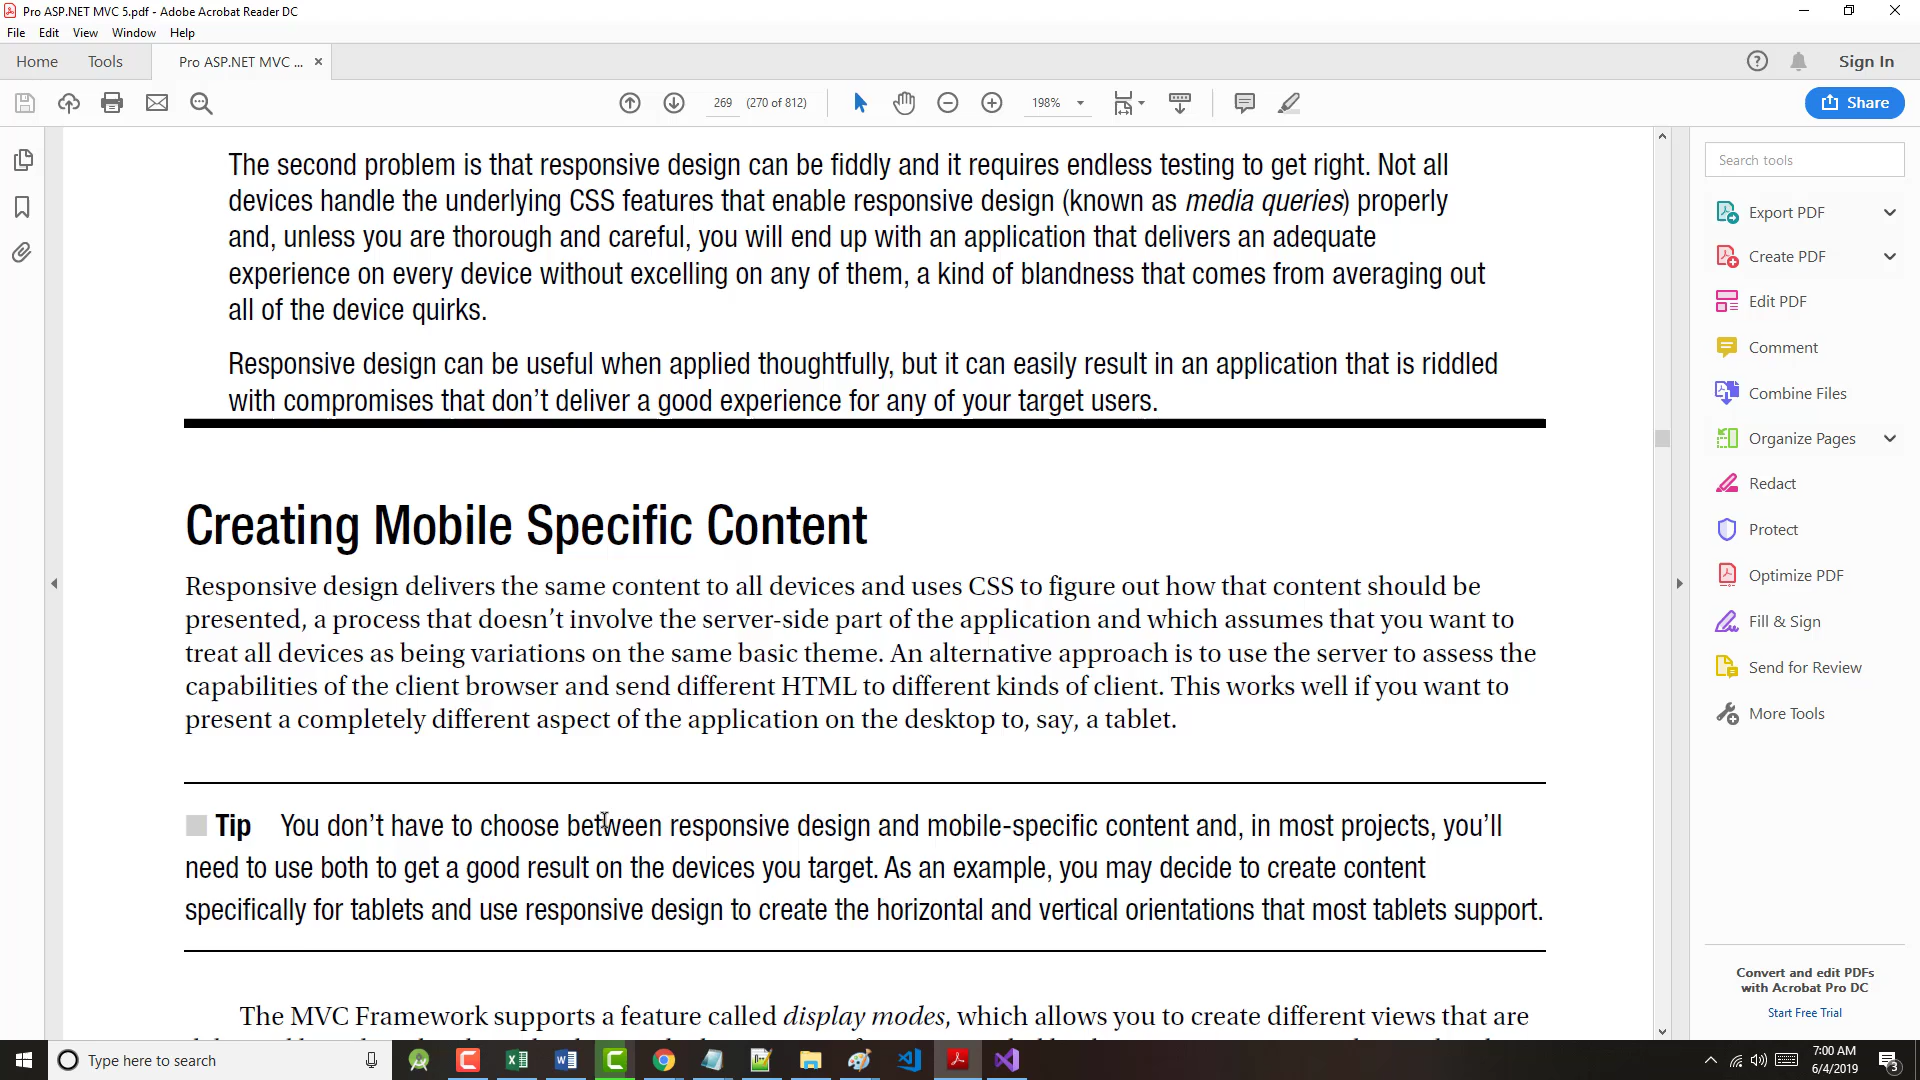 Pro ASP.NET MVC 5.pdf - Adobe Acrobat Reader DC
File Edit View Window Help
Home Tools Pro ASP.NET MVC ... Sign In
269 (270 of 812) 198% Share
The second problem is that responsive design can be fiddly and it requires endless testing to get right. Not all
devices handle the underlying CSS features that enable responsive design (known as media queries) properly
and, unless you are thorough and careful, you will end up with an application that delivers an adequate
experience on every device without excelling on any of them, a kind of blandness that comes from averaging out
all of the device quirks.
Responsive design can be useful when applied thoughtfully, but it can easily result in an application that is riddled
with compromises that don’t deliver a good experience for any of your target users.
Creating Mobile Specific Content
Responsive design delivers the same content to all devices and uses CSS to figure out how that content should be
presented, a process that doesn’t involve the server-side part of the application and which assumes that you want to
treat all devices as being variations on the same basic theme. An alternative approach is to use the server to assess the
capabilities of the client browser and send different HTML to different kinds of client. This works well if you want to
present a completely different aspect of the application on the desktop to, say, a tablet.
Tip You don’t have to choose between responsive design and mobile-specific content and, in most projects, you’ll
need to use both to get a good result on the devices you target. As an example, you may decide to create content
specifically for tablets and use responsive design to create the horizontal and vertical orientations that most tablets support.
The MVC Framework supports a feature called display modes, which allows you to create different views that are
Search tools
Export PDF
Create PDF
Edit PDF
Comment
Combine Files
Organize Pages
Redact
Protect
Optimize PDF
Fill & Sign
Send for Review
More Tools
Convert and edit PDFs
with Acrobat Pro DC
Start Free Trial
Type here to search
7:00 AM
6/4/2019
3